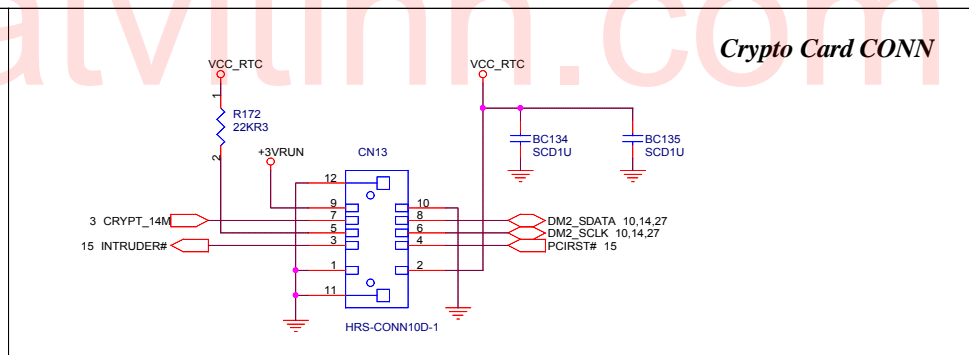 atvitinh.com
Crypto Card CONN
VCC_RTC
VCC_RTC
1
R172
22KR3
2
+3VRUN
CN13
BC134
SCD1U
BC135
SCD1U
12
9
10
3 CRYPT_14M
7
8
DM2_SDATA 10,14,27
5
6
DM2_SCLK 10,14,27
15 INTRUDER#
3
4
PCIRST# 15
1
2
11
HRS-CONN10D-1